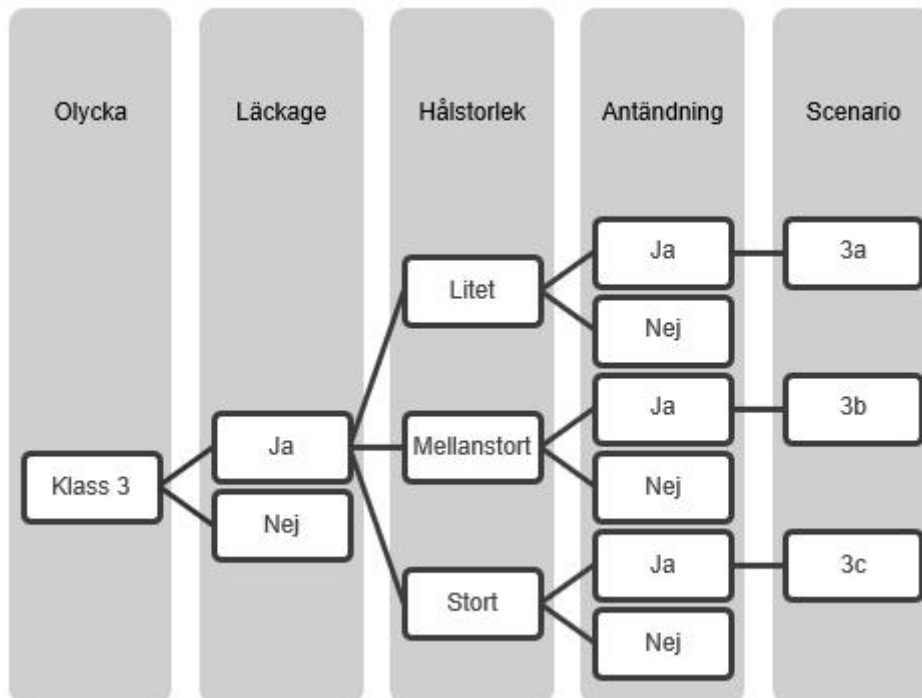 Olycka
Läckage
Hålstorlek
Antändning
Scenario
Ja
3a
Litet
Nej
Ja
3b
Ja
Mellanstort
Klass 3
Nej
Nej
Ja
3c
Stort
Nej